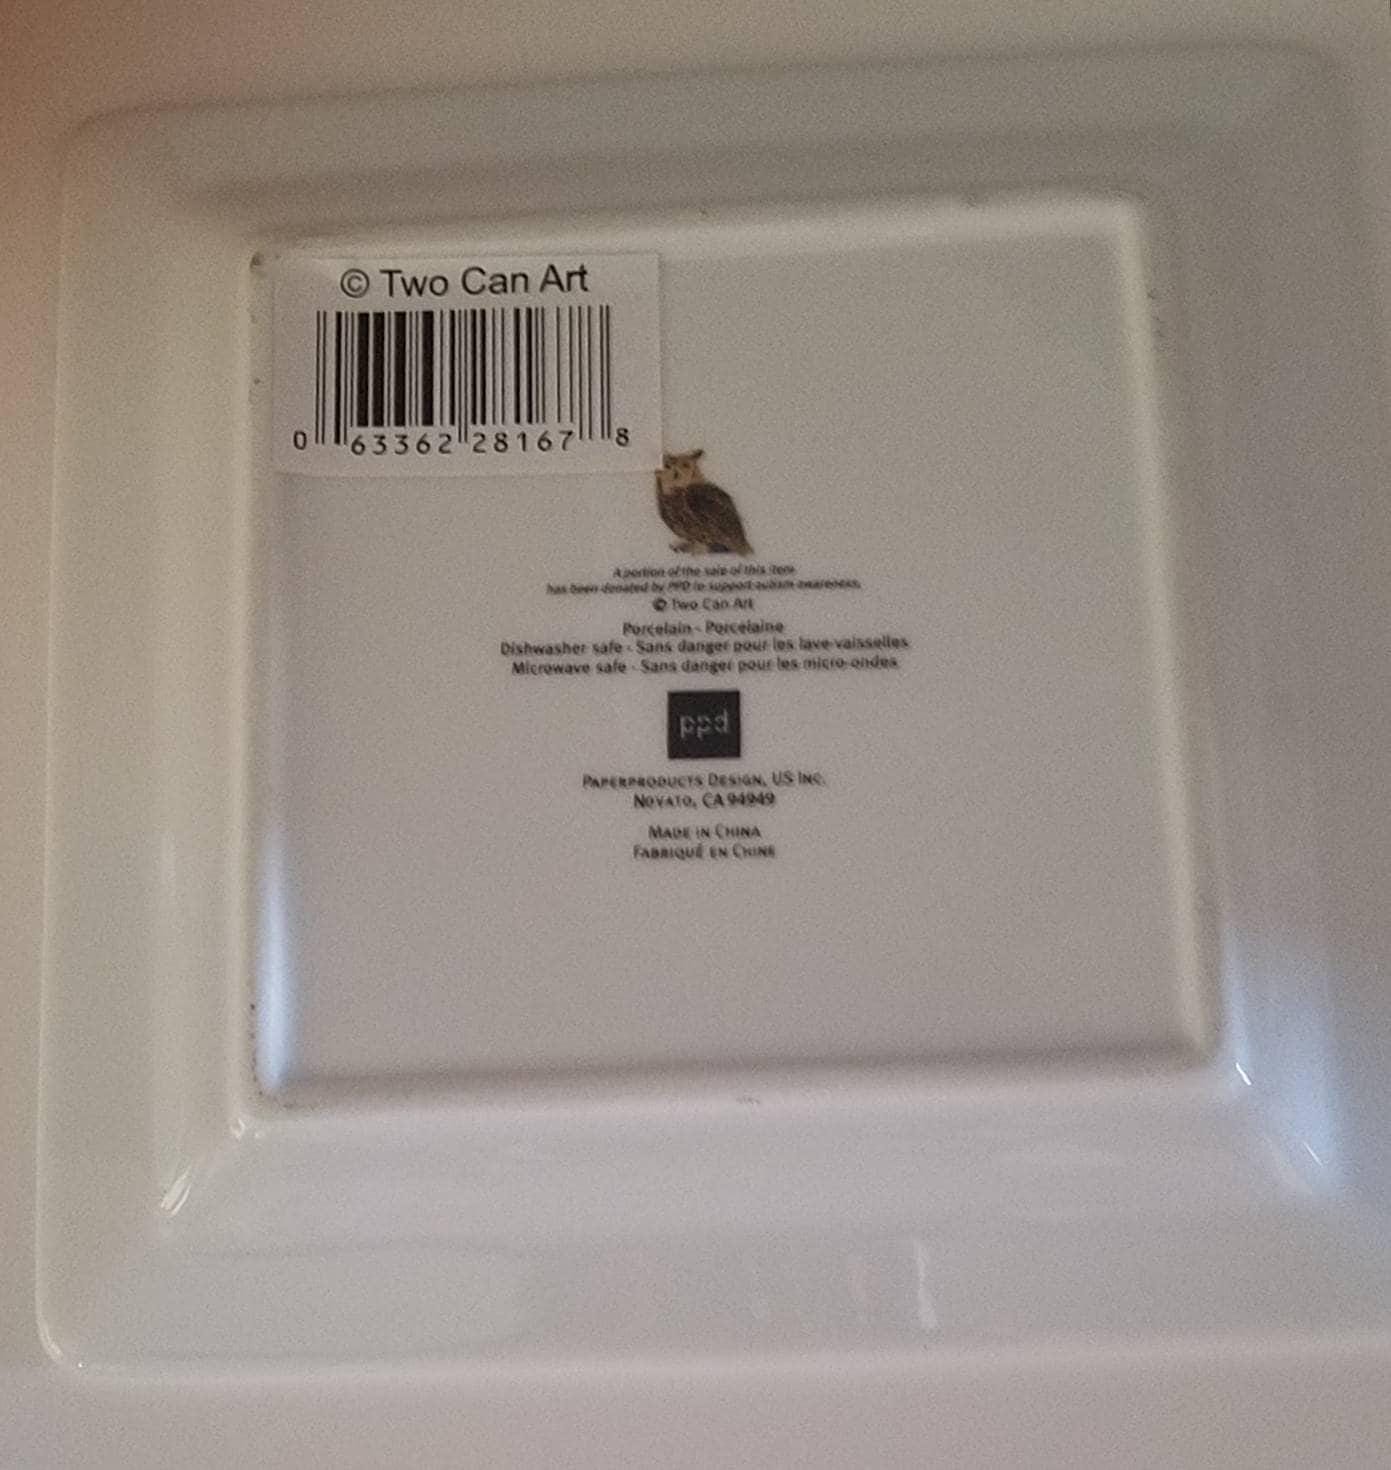 © Two Can Art
0 63362 28167 8
A portion of the sale of this item
has been donated by PPD to support autism awareness.
© Two Can Art
Porcelain - Porcelaine
Dishwasher safe - Sans danger pour les lave-vaisselles
Microwave safe - Sans danger pour les micro-ondes
ppd
PAPERPRODUCTS DESIGN, US INC.
NOVATO, CA 94949
MADE IN CHINA
FABRIQUÉ EN CHINE